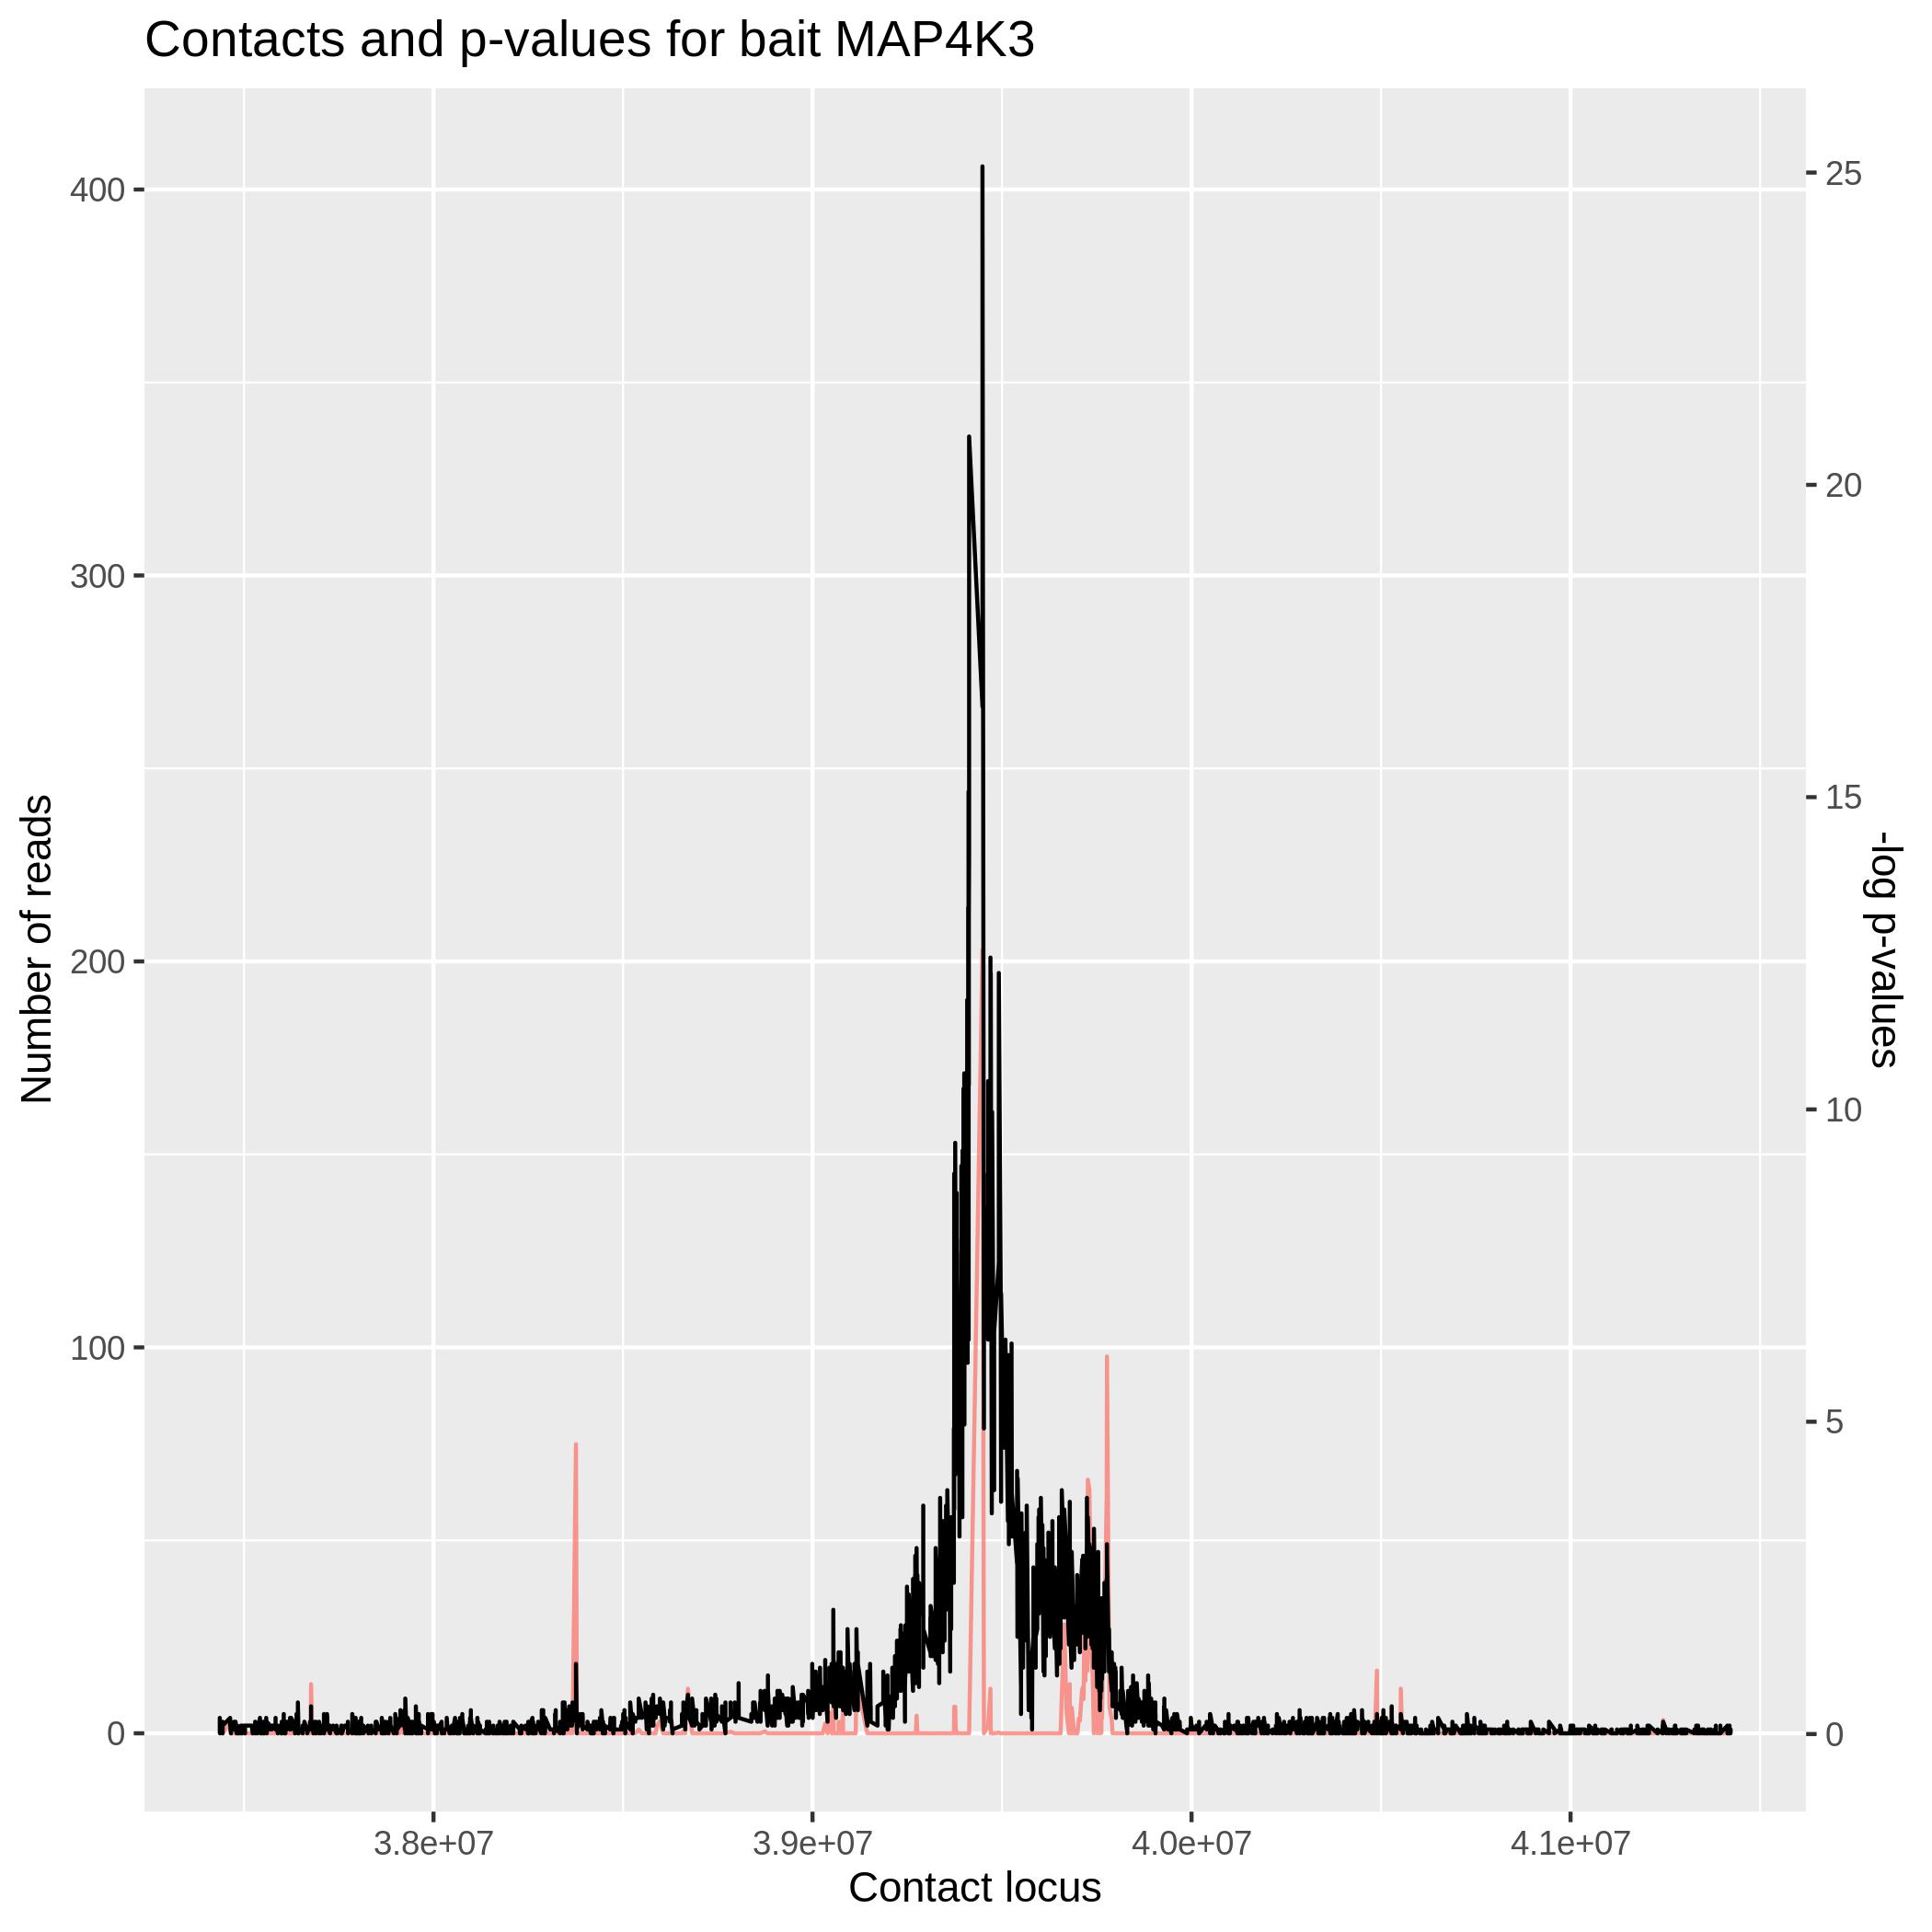 Contacts and p-values for bait MAP4K3
400
300
200
100
0
25
20
15
10
5
0
Number of reads
-log p-values
3.8e+07
3.9e+07
4.0e+07
4.1e+07
Contact locus